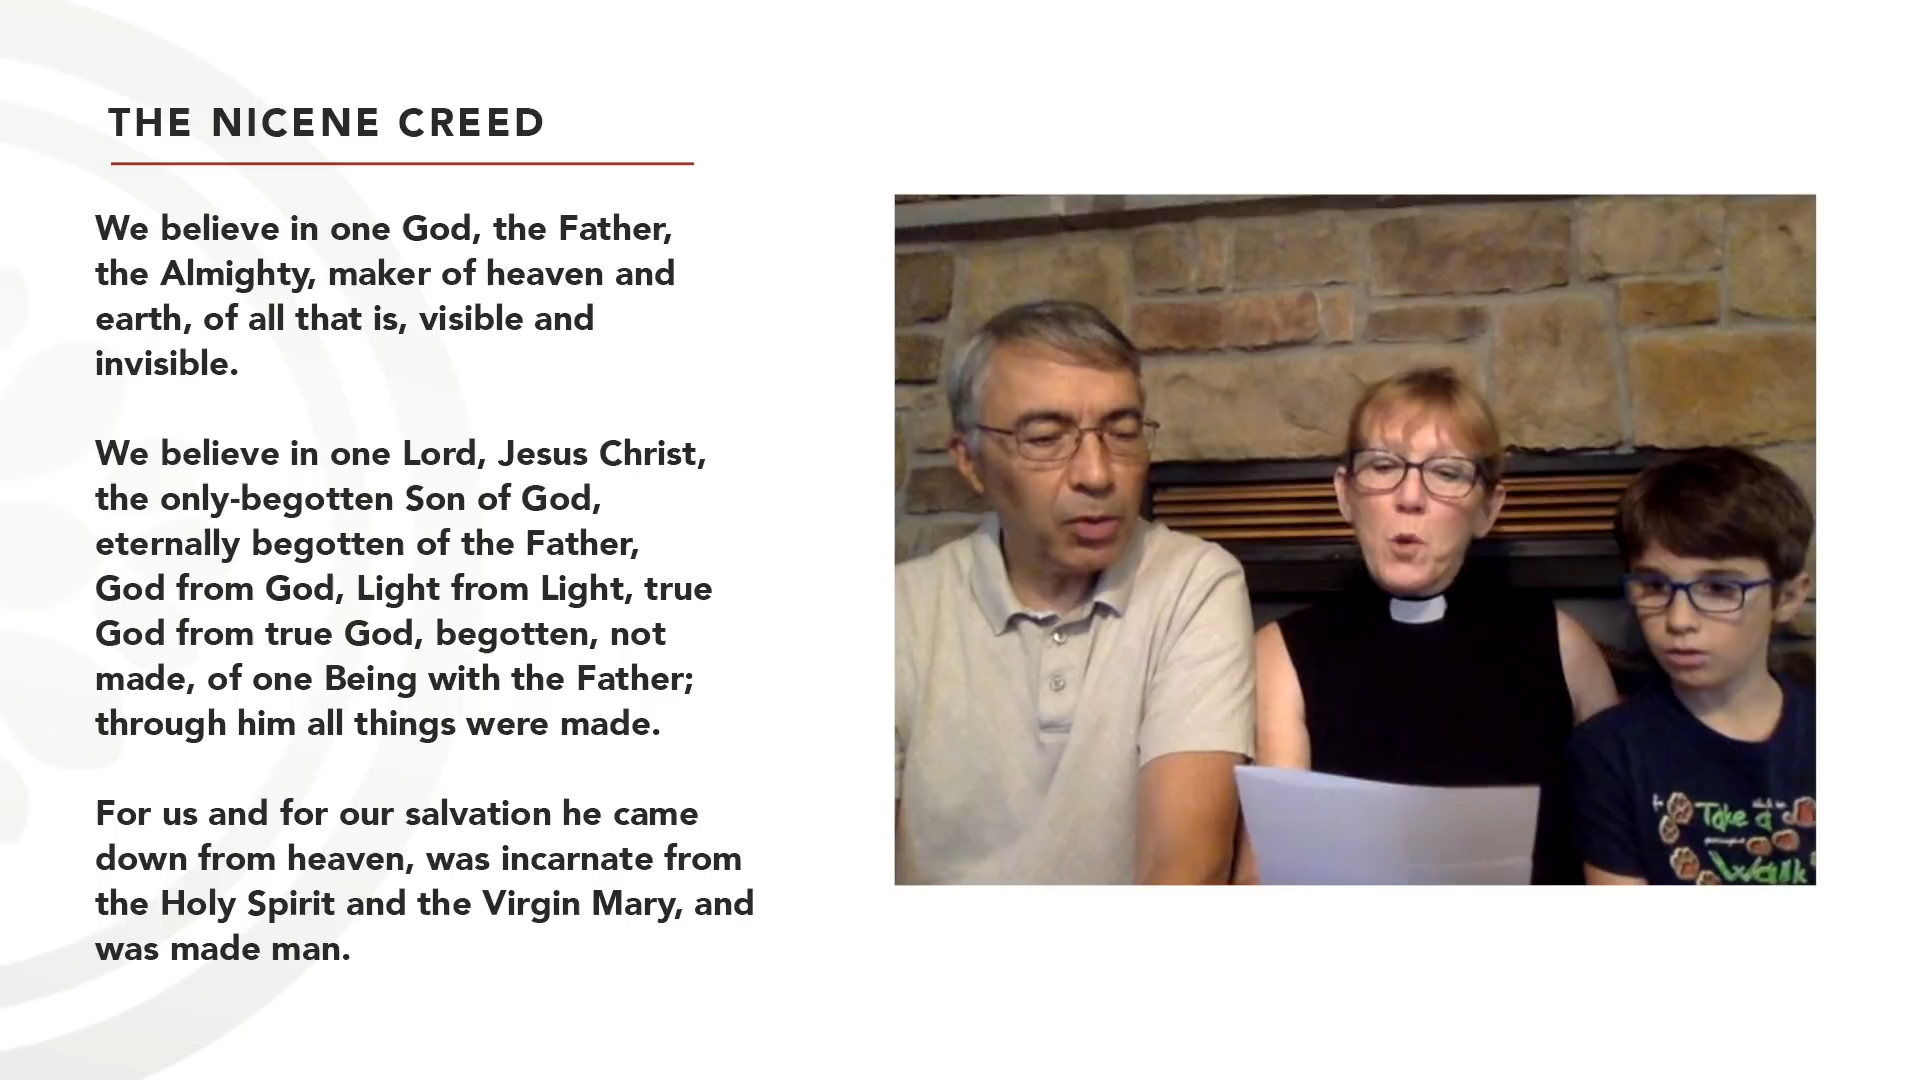 THE NICENE CREED
We believe in one God, the Father,
the Almighty, maker of heaven and
earth, of all that is, visible and
invisible.
We believe in one Lord, Jesus Christ,
the only-begotten Son of God,
eternally begotten of the Father,
God from God, Light from Light, true
God from true God, begotten, not
made, of one Being with the Father;
through him all things were made.
For us and for our salvation he came
down from heaven, was incarnate from
the Holy Spirit and the Virgin Mary, and
was made man.
Take a
Walk